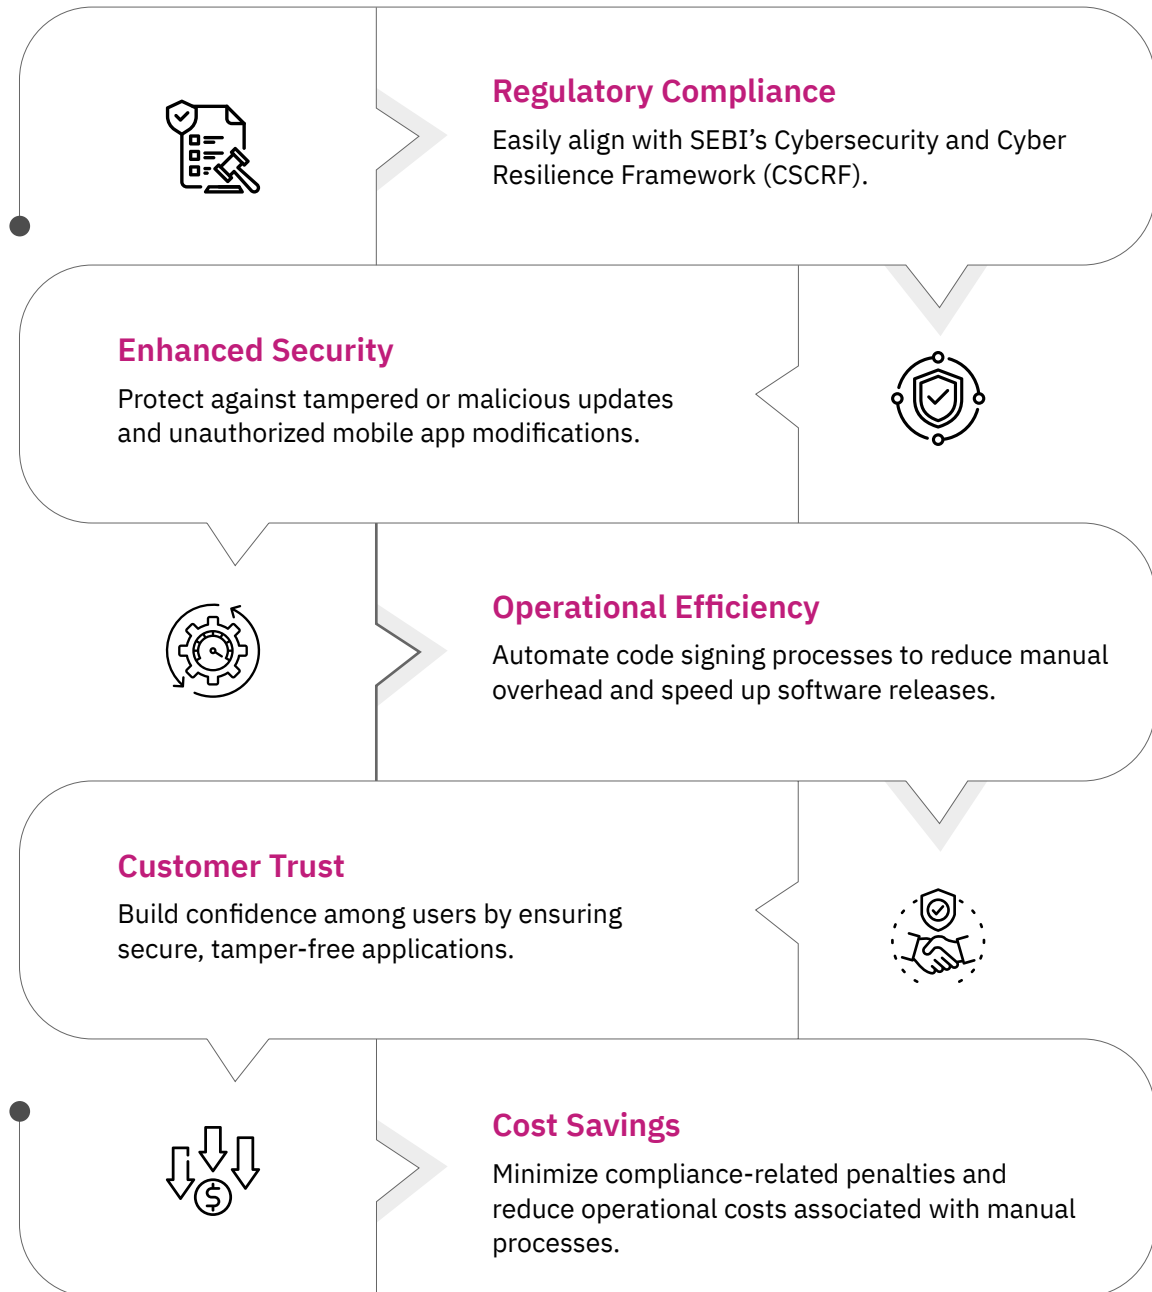 Regulatory Compliance
Easily align with SEBI’s Cybersecurity and Cyber
Resilience Framework (CSCRF).
Enhanced Security
Protect against tampered or malicious updates
and unauthorized mobile app modifications.
Operational Efficiency
Automate code signing processes to reduce manual
overhead and speed up software releases.
Customer Trust
Build confidence among users by ensuring
secure, tamper-free applications.
$
Cost Savings
Minimize compliance-related penalties and
reduce operational costs associated with manual
processes.